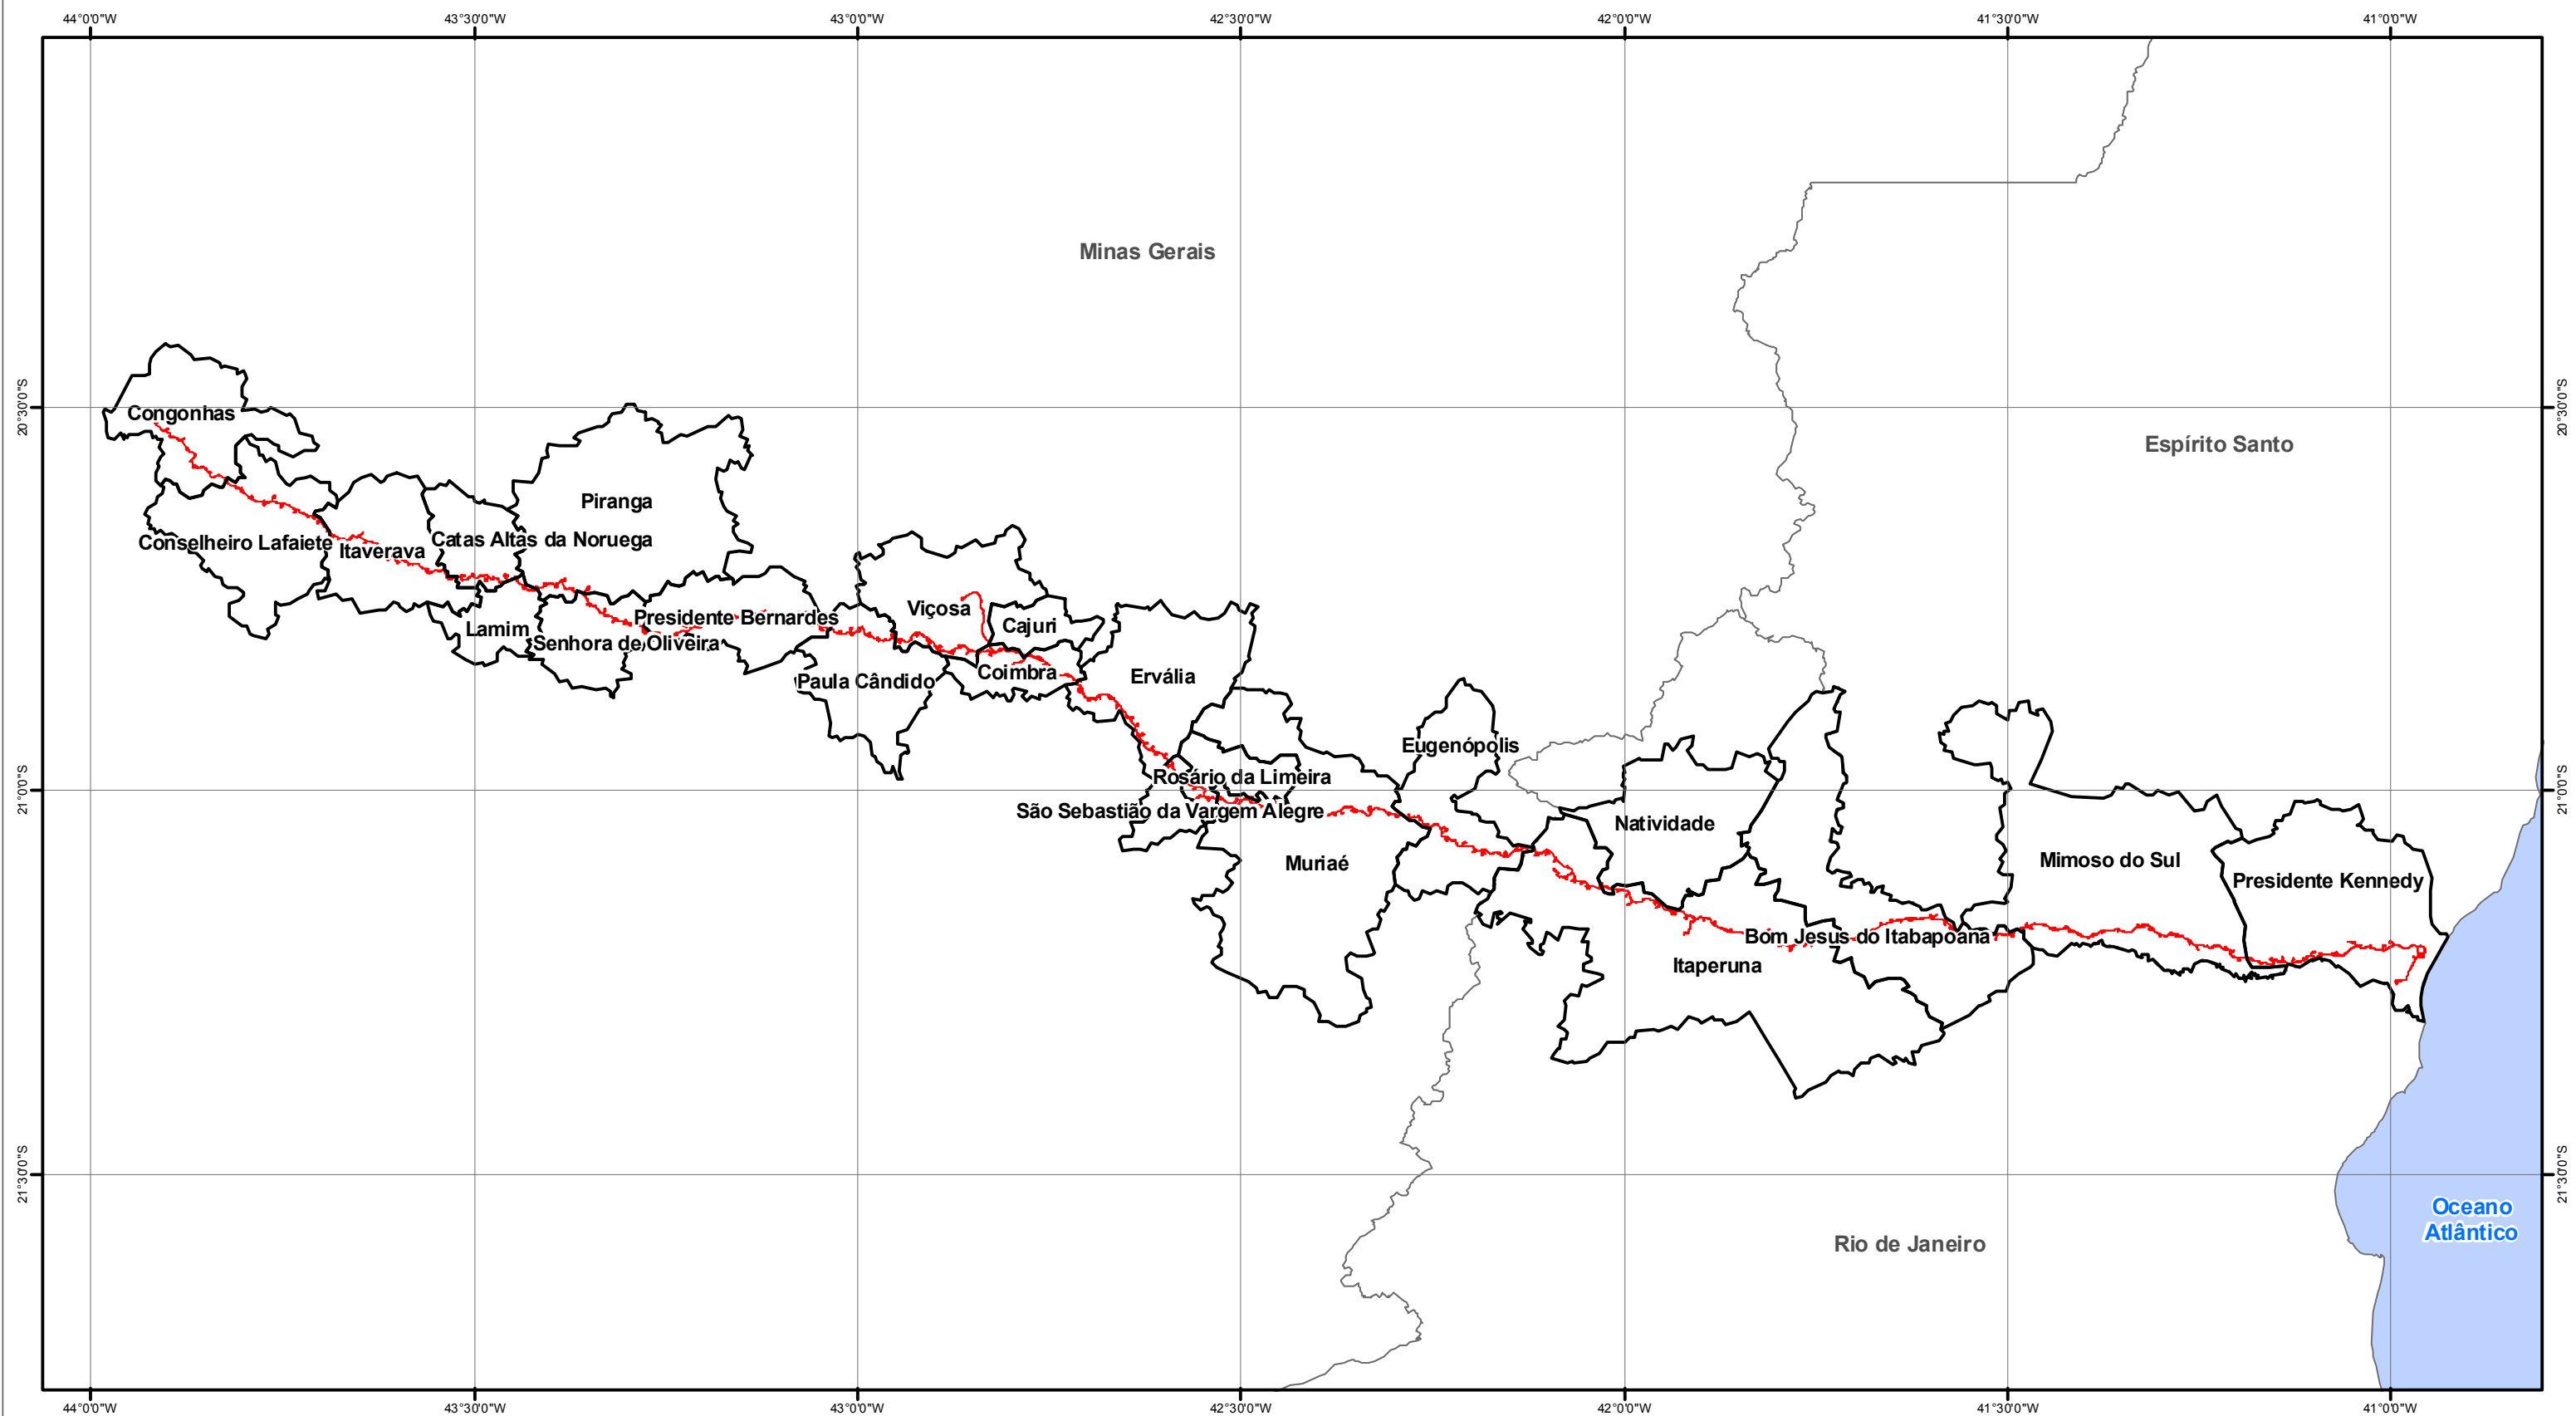 44°0'0"W
43°30'0"W
43°0'0"W
42°30'0"W
42°0'0"W
41°30'0"W
41°0'0"W
Minas Gerais
20°30'0"S
20°30'0"S
Congonhas
Espírito Santo
Piranga
Conselheiro Lafaiete
Itaverava
Catas Altas da Noruega
Viçosa
Presidente Bernardes
Cajuri
Lamim
Senhora de Oliveira
Coimbra
Ervália
Paula Cândido
Eugenópolis
Rosário da Limeira
21°0'0"S
21°0'0"S
São Sebastião da Vargem Alegre
Natividade
Muriaé
Mimoso do Sul
Presidente Kennedy
Bom Jesus do Itabapoana
Itaperuna
21°30'0"S
21°30'0"S
Oceano
Atlântico
Rio de Janeiro
44°0'0"W
43°30'0"W
43°0'0"W
42°30'0"W
42°0'0"W
41°30'0"W
41°0'0"W